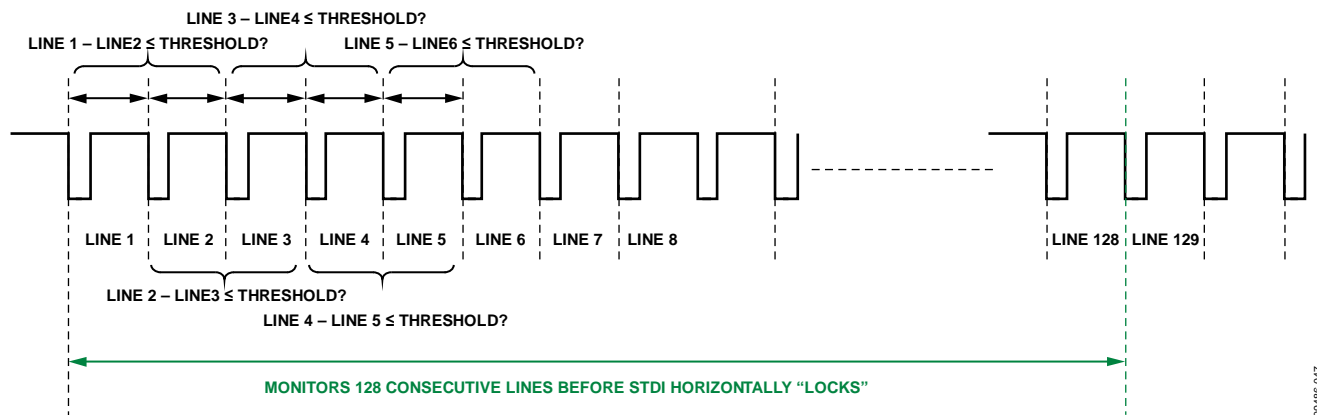 LINE 3 – LINE4 ≤ THRESHOLD?
LINE 1 – LINE2 ≤ THRESHOLD?
LINE 5 – LINE6 ≤ THRESHOLD?
LINE 1
LINE 2
LINE 3
LINE 4
LINE 5
LINE 6
LINE 7
LINE 8
LINE 128
LINE 129
LINE 2 – LINE3 ≤ THRESHOLD?
LINE 4 – LINE 5 ≤ THRESHOLD?
MONITORS 128 CONSECUTIVE LINES BEFORE STDI HORIZONTALLY “LOCKS”